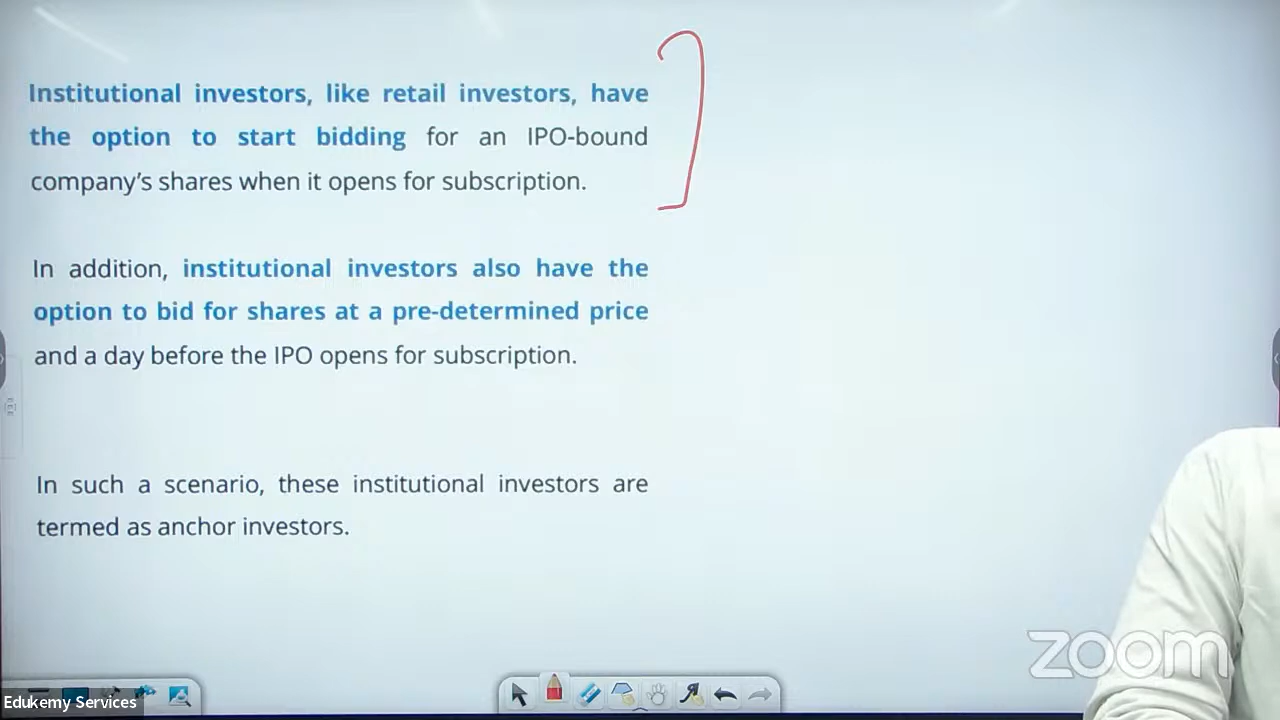 Institutional investors, like retail investors, have
the option to start bidding for an IPO-bound
company's shares when it opens for subscription.
In addition, institutional investors also have the
option to bid for shares at a pre-determined price
and a day before the IPO opens for subscription.
In such a scenario, these institutional investors are
termed as anchor investors.
zoom
Edukemy Services